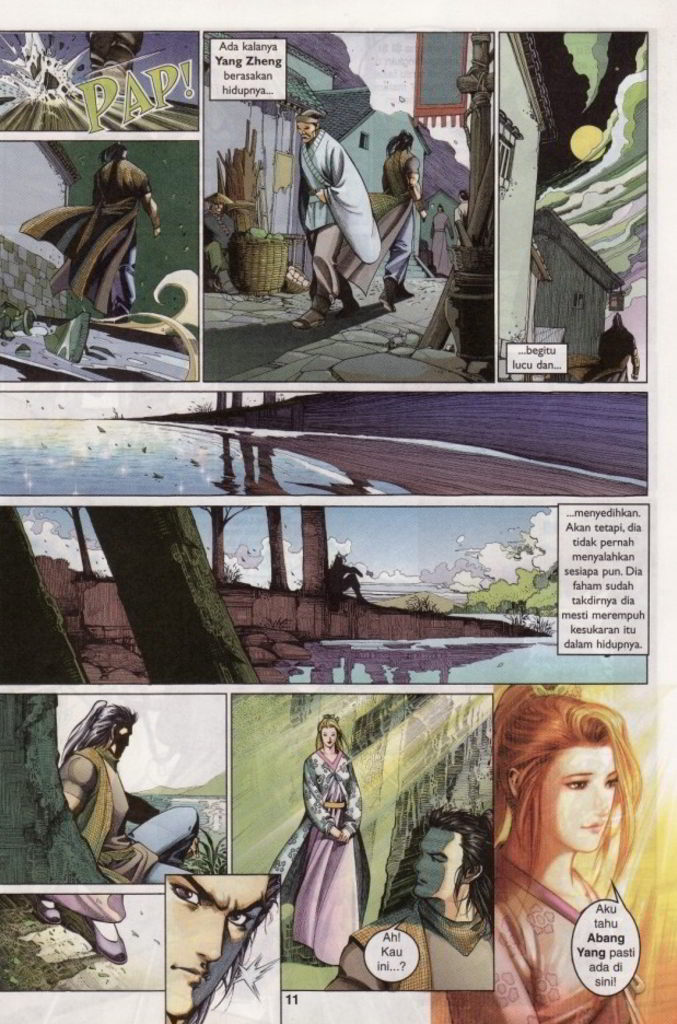 PAP!
Ada kalanya
Yang Zheng
berasakan
hidupnya...
...begitu
lucu dan...
...menyedihkan.
Akan tetapi, dia
tidak pernah
menyalahkan
sesiapa pun. Dia
faham sudah
takdirnya dia
mesti merempuh
kesukaran itu
dalam hidupnya.
Ah!
Kau
ini...?
Aku
tahu
Abang
Yang pasti
ada di
sini!
11